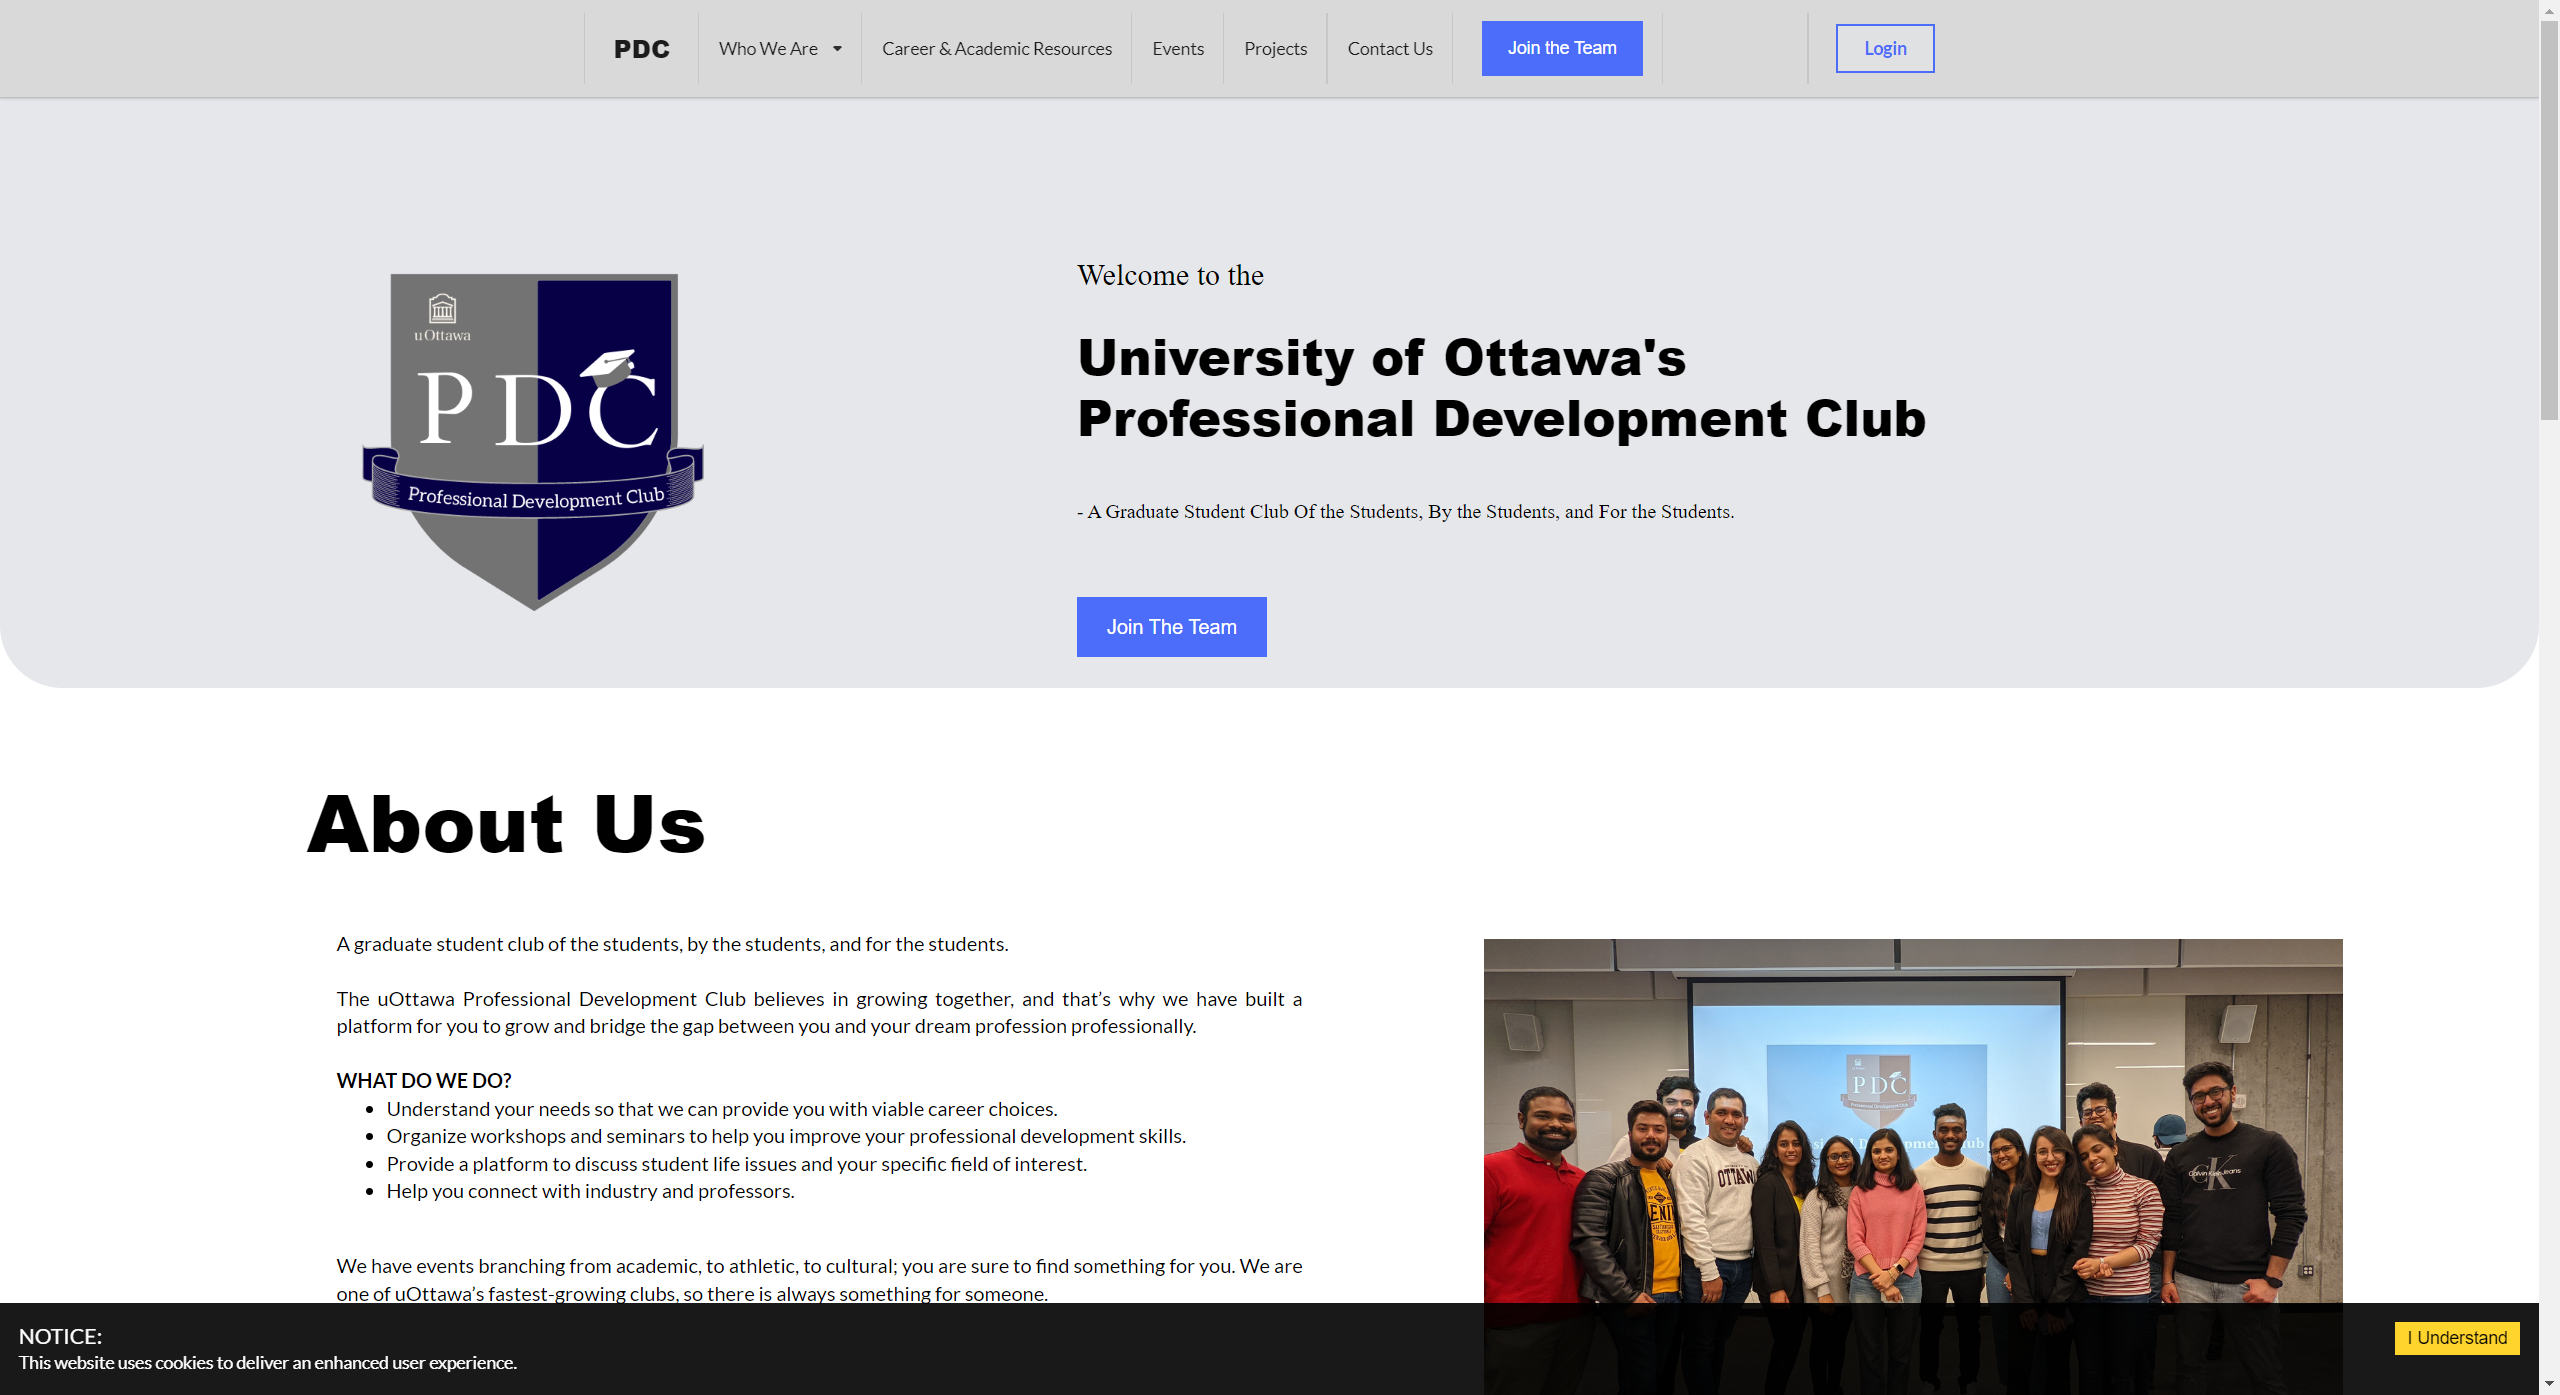 PDC
Who We Are
Career & Academic Resources
Events
Projects
Contact Us
Join the Team
Login
uOttawa
PDC
Professional Development Club
Welcome to the
University of Ottawa's
Professional Development Club
- A Graduate Student Club Of the Students, By the Students, and For the Students.
Join The Team
About Us
A graduate student club of the students, by the students, and for the students.
The uOttawa Professional Development Club believes in growing together, and that’s why we have built a
platform for you to grow and bridge the gap between you and your dream profession professionally.
WHAT DO WE DO?
• Understand your needs so that we can provide you with viable career choices.
• Organize workshops and seminars to help you improve your professional development skills.
• Provide a platform to discuss student life issues and your specific field of interest.
• Help you connect with industry and professors.
We have events branching from academic, to athletic, to cultural; you are sure to find something for you. We are
one of uOttawa’s fastest-growing clubs, so there is always something for someone.
PDC
Professional Development Club
OTTAW
CK
Calvin Klein Jeans
NOTICE:
This website uses cookies to deliver an enhanced user experience.
I Understand